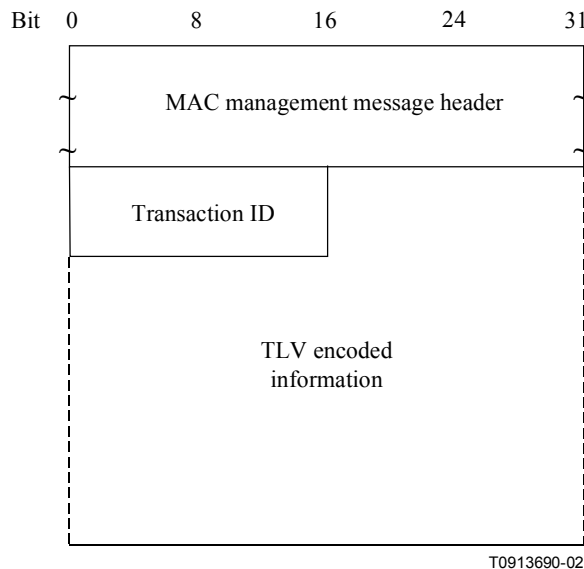 Bit 0 8 16 24 31
MAC management message header
Transaction ID
TLV encoded
information
T0913690-02